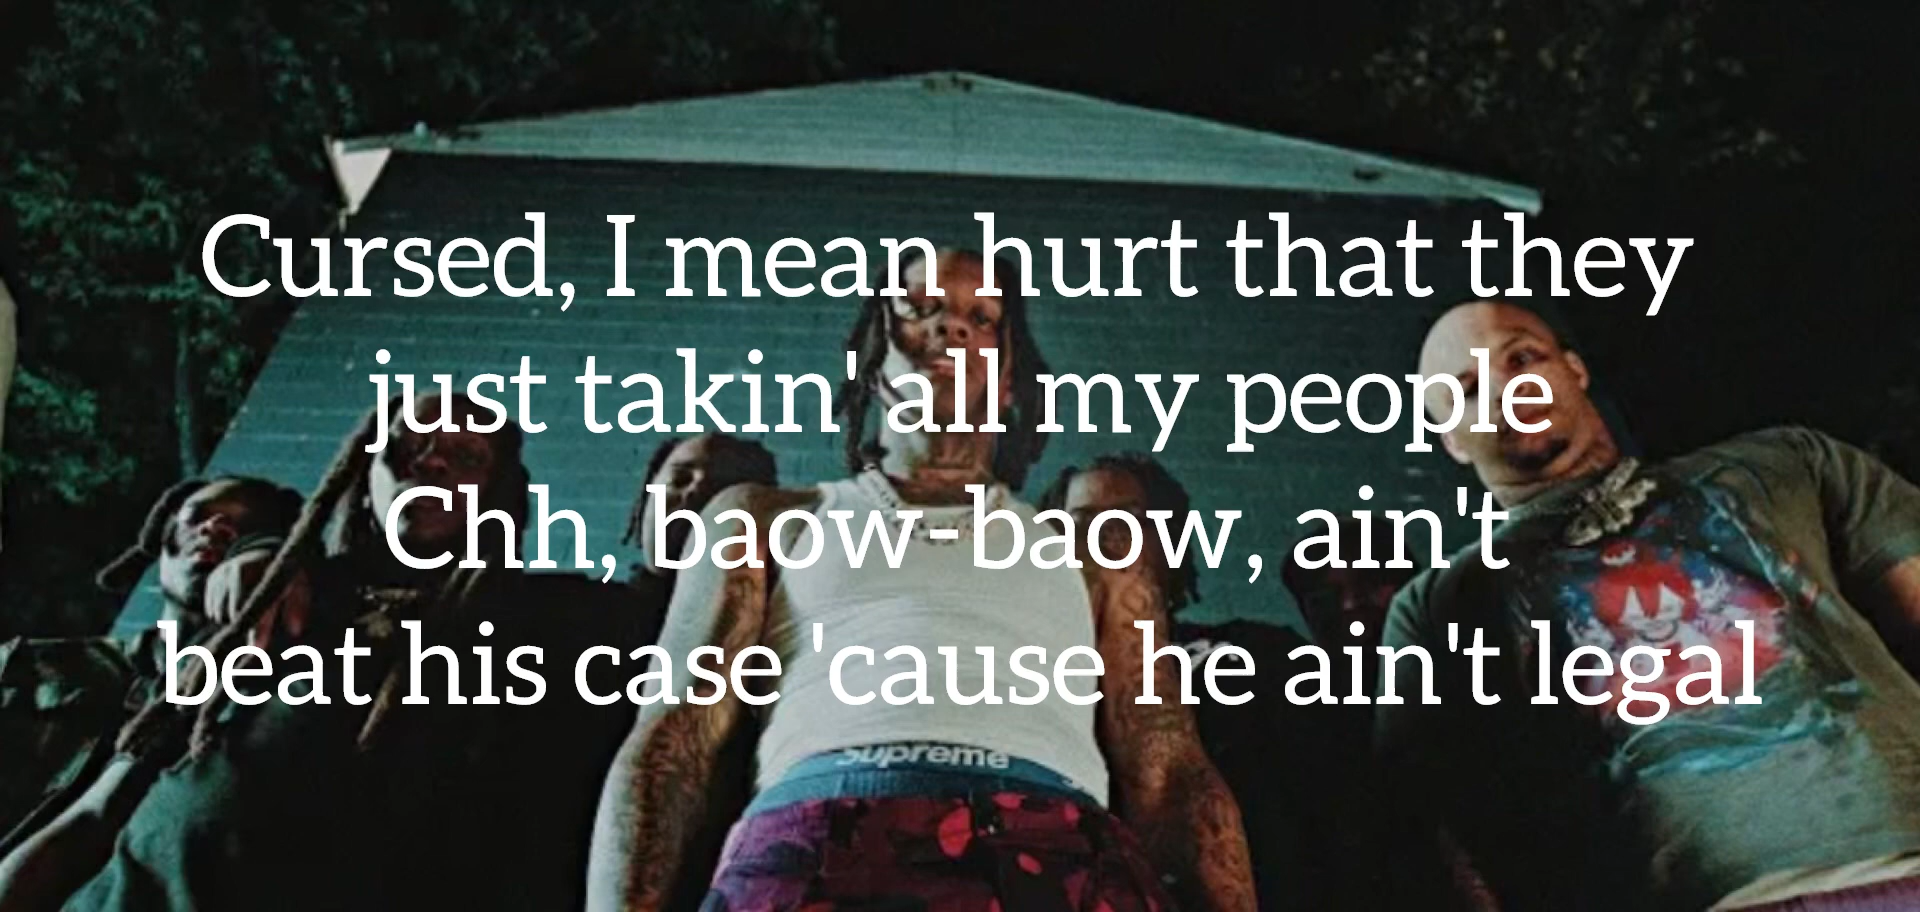 Cursed, I mean hurt that they
just takin' all my people
Chh, baow-baow, ain't
beat his case 'cause he ain't legal
Supreme